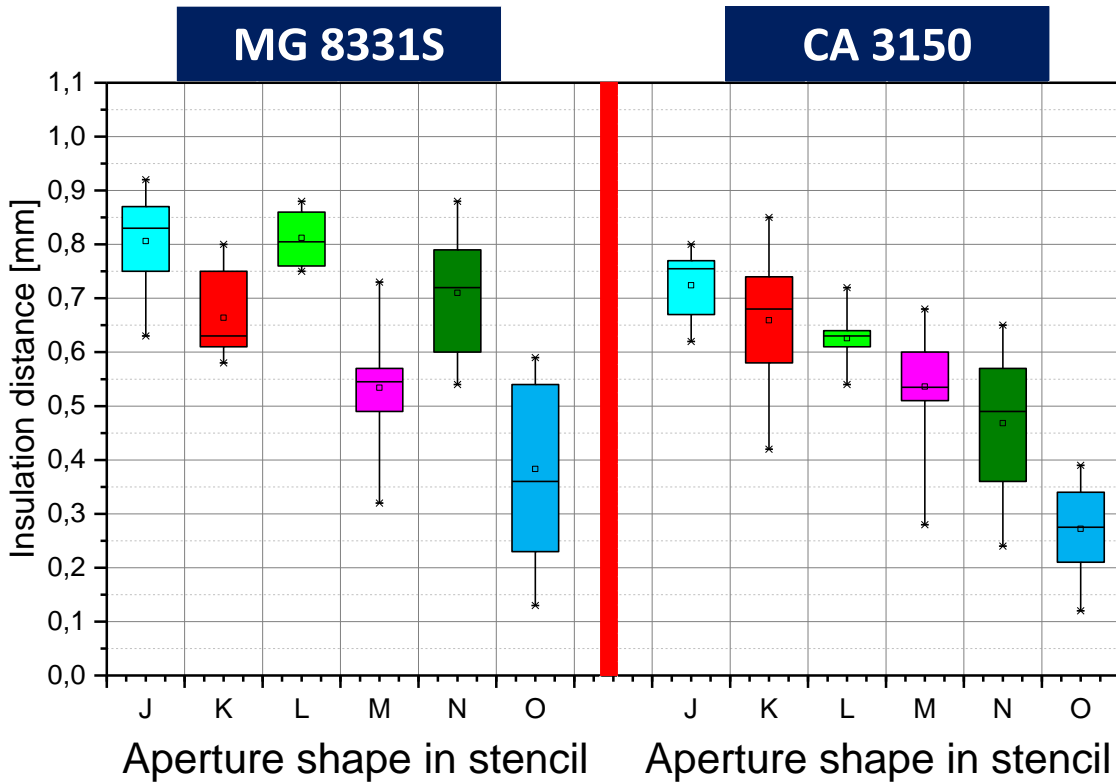 MG 8331S
CA 3150
Insulation distance [mm]
1,1
1,0
0,9
0,8
0,7
0,6
0,5
0,4
0,3
0,2
0,1
0,0
J K L M N O J K L M N O
Aperture shape in stencil
Aperture shape in stencil